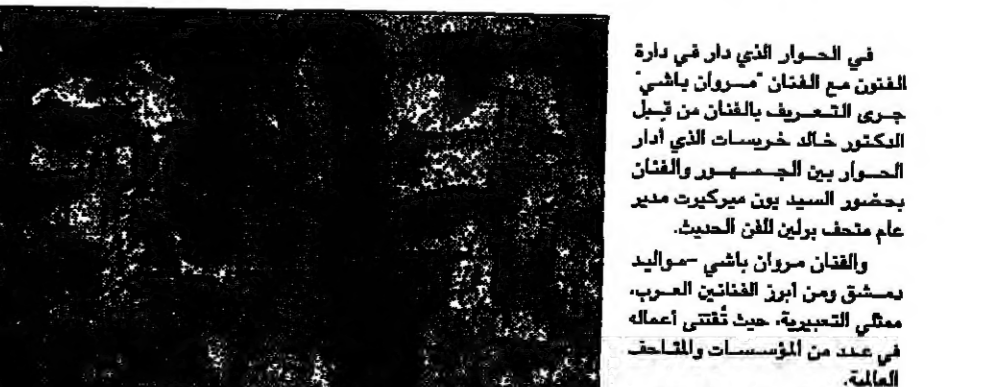 في الحوار الذي دار في دارة
الفنون مع الفنان "مروان باشي"
جرى التعريف بالفنان من قبل
الدكتور خالد خريسات الذي أدار
الحوار بين الجمهور والفنان
بحضور السيد يون ميركيرت مدير
عام متحف برلين للفن الحديث.
والفنان مروان باشي -مواليد
دمشق ومن أبرز الفنانين العرب،
ممثلي التعبيرية، حيث تُقتنى أعماله
في عدد من المؤسسات والمتاحف
العالمية.